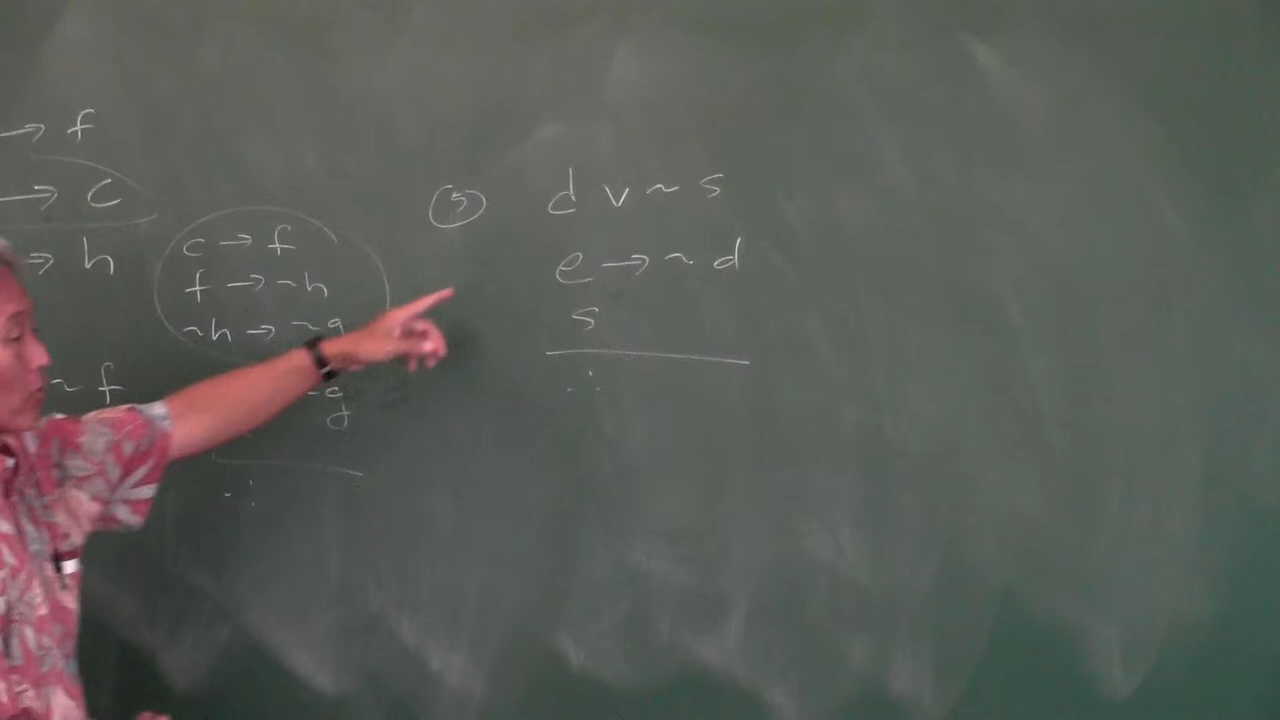 → f
→ c
→ h
~ f
c → f
f → ~h
~h → ~g
~g
∴
⑤ d v ~ s
e → ~ d
s
∴